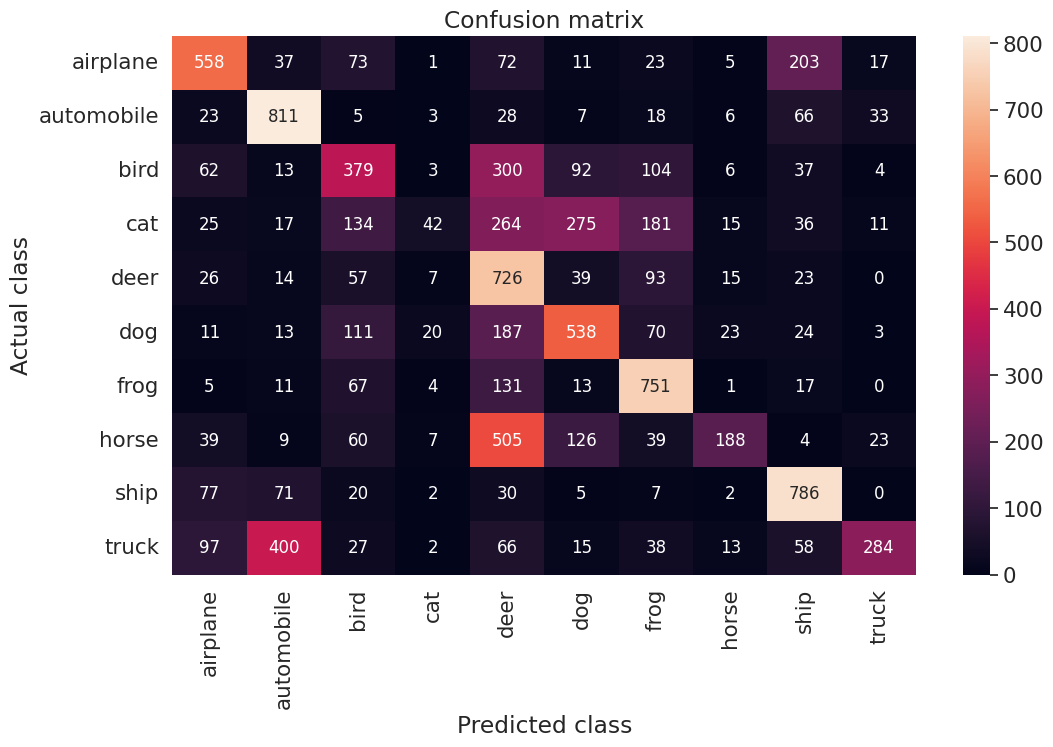 Confusion matrix
airplane 558 37 73 1 72 11 23 5 203 17
automobile 23 811 5 3 28 7 18 6 66 33
bird 62 13 379 3 300 92 104 6 37 4
cat 25 17 134 42 264 275 181 15 36 11
deer 26 14 57 7 726 39 93 15 23 0
dog 11 13 111 20 187 538 70 23 24 3
frog 5 11 67 4 131 13 751 1 17 0
horse 39 9 60 7 505 126 39 188 4 23
ship 77 71 20 2 30 5 7 2 786 0
truck 97 400 27 2 66 15 38 13 58 284
airplane automobile bird cat deer dog frog horse ship truck
Predicted class
Actual class
800
700
600
500
400
300
200
100
0